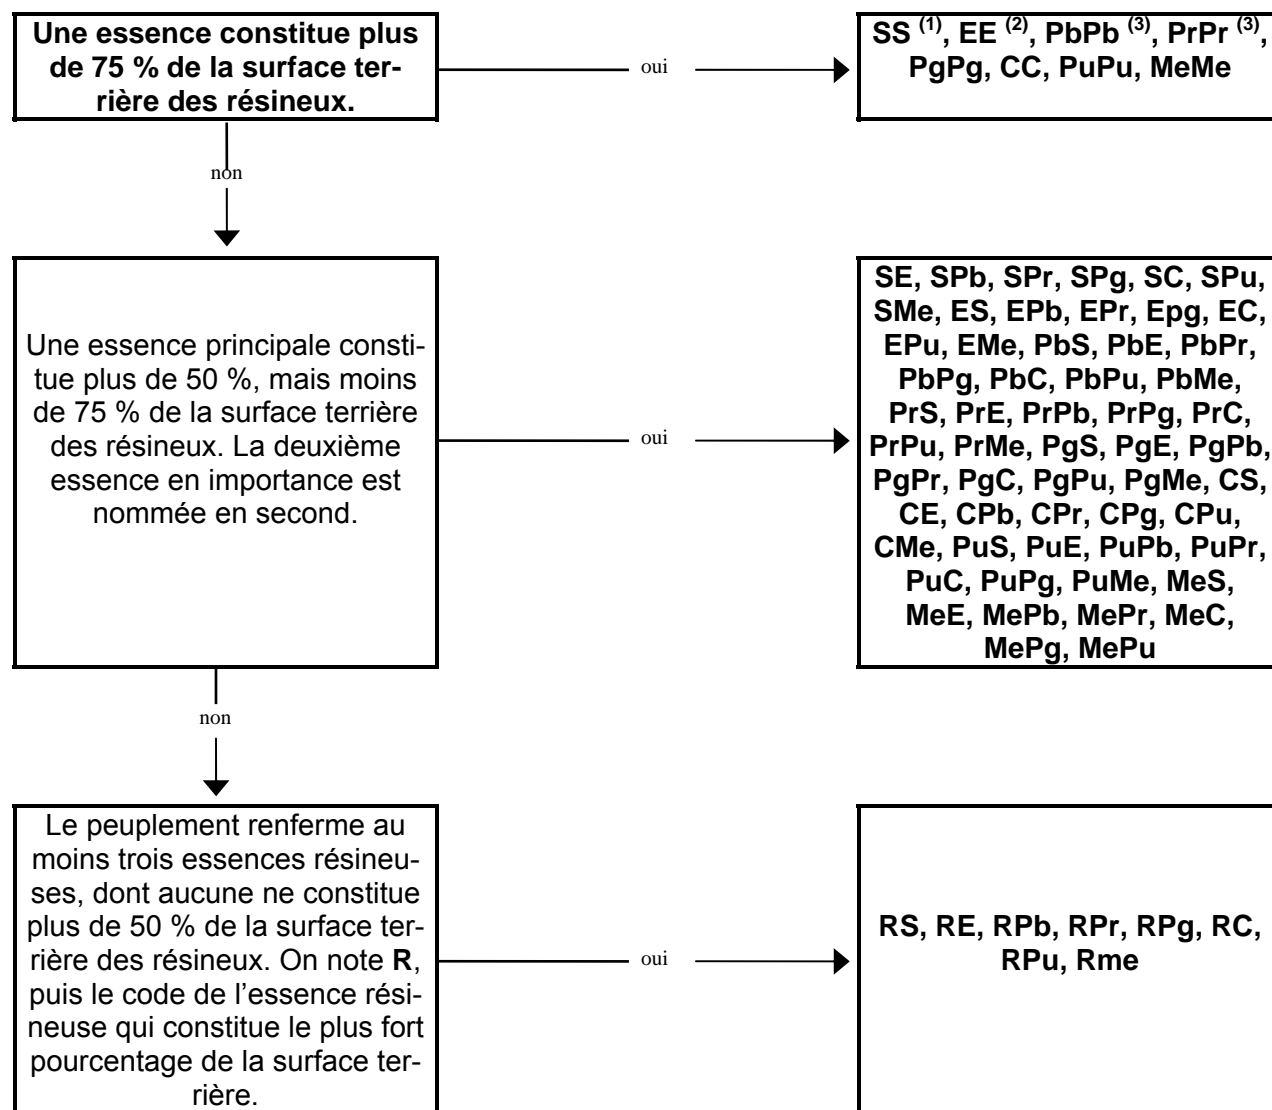 Une essence constitue plus
de 75 % de la surface ter-
rière des résineux.
oui
SS (1), EE (2), PbPb (3), PrPr (3),
PgPg, CC, PuPu, MeMe
non
Une essence principale consti-
tue plus de 50 %, mais moins
de 75 % de la surface terrière
des résineux. La deuxième
essence en importance est
nommée en second.
oui
SE, SPb, SPr, SPg, SC, SPu,
SMe, ES, EPb, EPr, Epg, EC,
EPu, EMe, PbS, PbE, PbPr,
PbPg, PbC, PbPu, PbMe,
PrS, PrE, PrPb, PrPg, PrC,
PrPu, PrMe, PgS, PgE, PgPb,
PgPr, PgC, PgPu, PgMe, CS,
CE, CPb, CPr, CPg, CPu,
CMe, PuS, PuE, PuPb, PuPr,
PuC, PuPg, PuMe, MeS,
MeE, MePb, MePr, MeC,
MePg, MePu
non
Le peuplement renferme au
moins trois essences résineu-
ses, dont aucune ne constitue
plus de 50 % de la surface ter-
rière des résineux. On note R,
puis le code de l’essence rési-
neuse qui constitue le plus fort
pourcentage de la surface ter-
rière.
oui
RS, RE, RPb, RPr, RPg, RC,
RPu, Rme